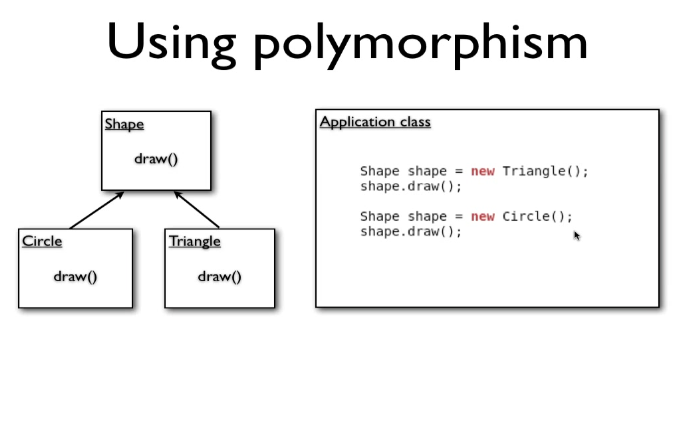 Using polymorphism
Shape
draw()
Circle
draw()
Triangle
draw()
Application class
Shape shape = new Triangle();
shape.draw();
Shape shape = new Circle();
shape.draw();